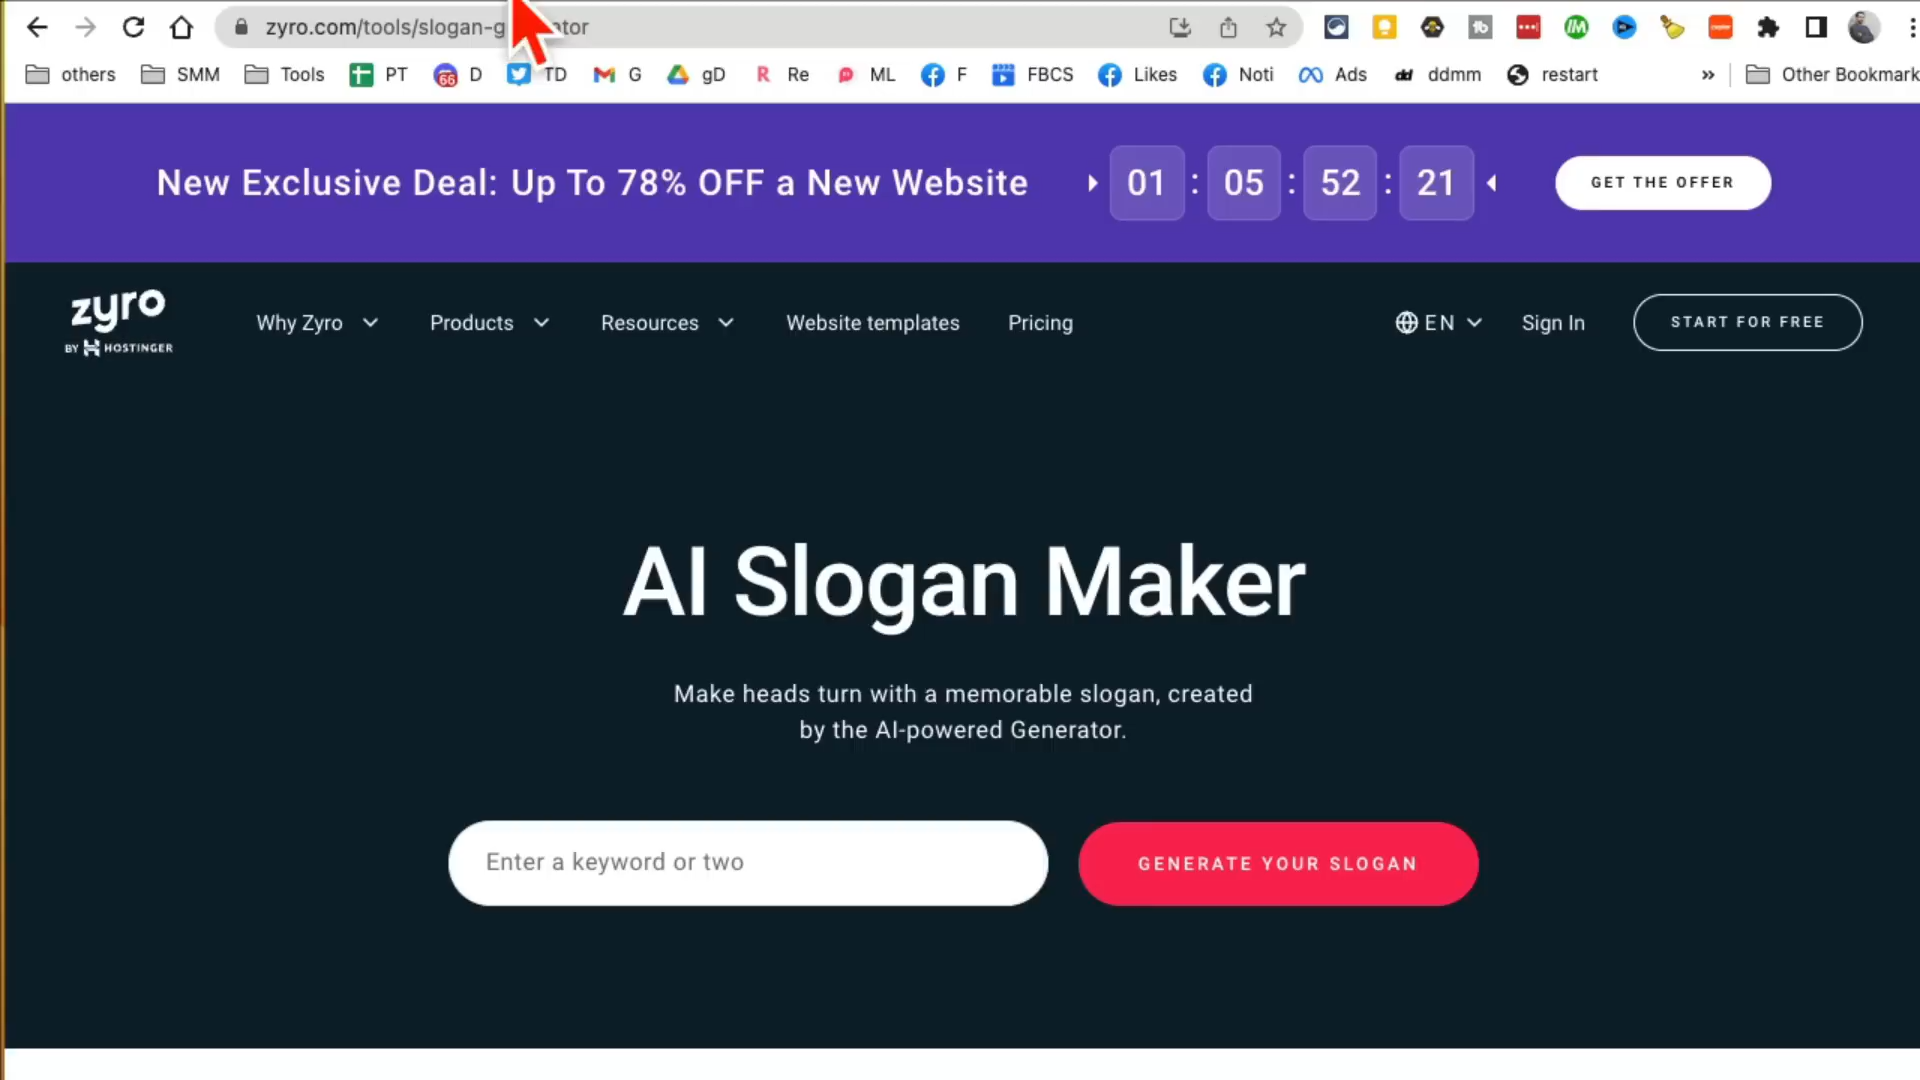 zyro.com/tools/slogan-g tor
others SMM Tools PT D TD G gD Re ML F FBCS Likes Noti Ads ddmm restart » Other Bookmark
New Exclusive Deal: Up To 78% OFF a New Website 01 : 05 : 52 : 21 GET THE OFFER
zyro
BY HOSTINGER
Why Zyro Products Resources Website templates Pricing EN Sign In START FOR FREE
AI Slogan Maker
Make heads turn with a memorable slogan, created
by the AI-powered Generator.
Enter a keyword or two GENERATE YOUR SLOGAN